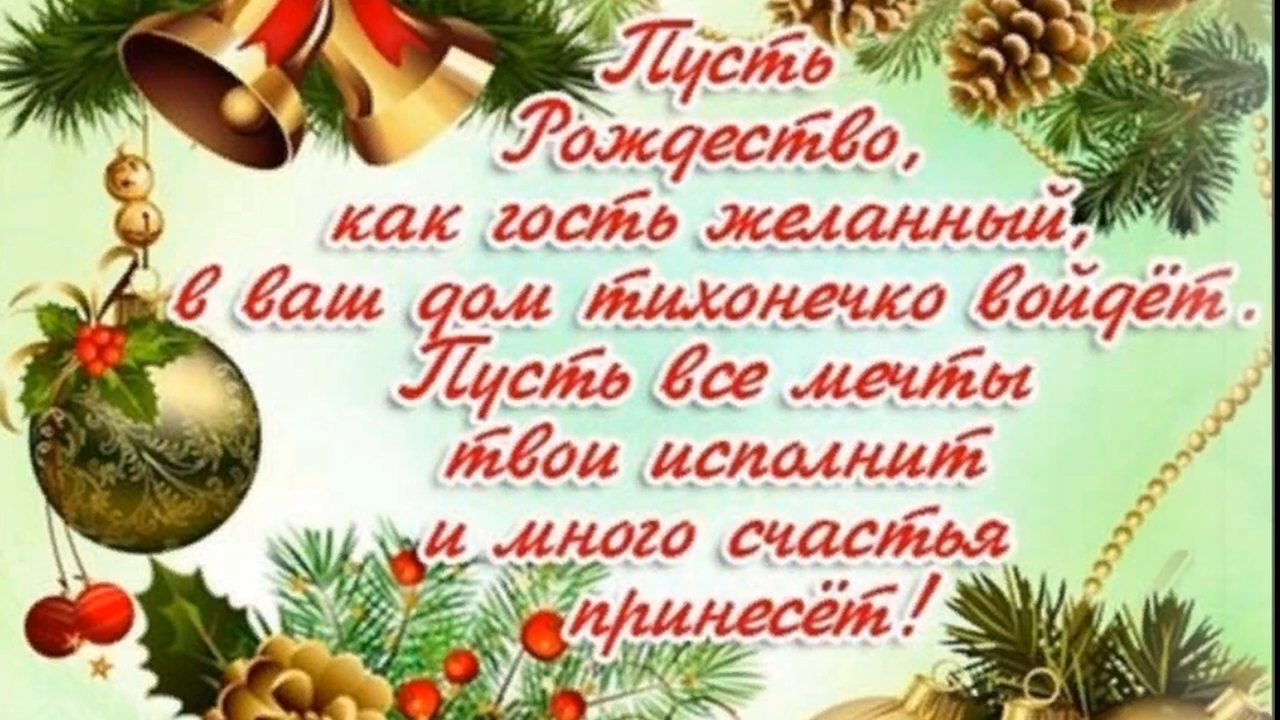 Пусть
Рождество,
как гость желанный,
в ваш дом тихонечко войдёт.
Пусть все мечты
твои исполнит
и много счастья
принесёт!